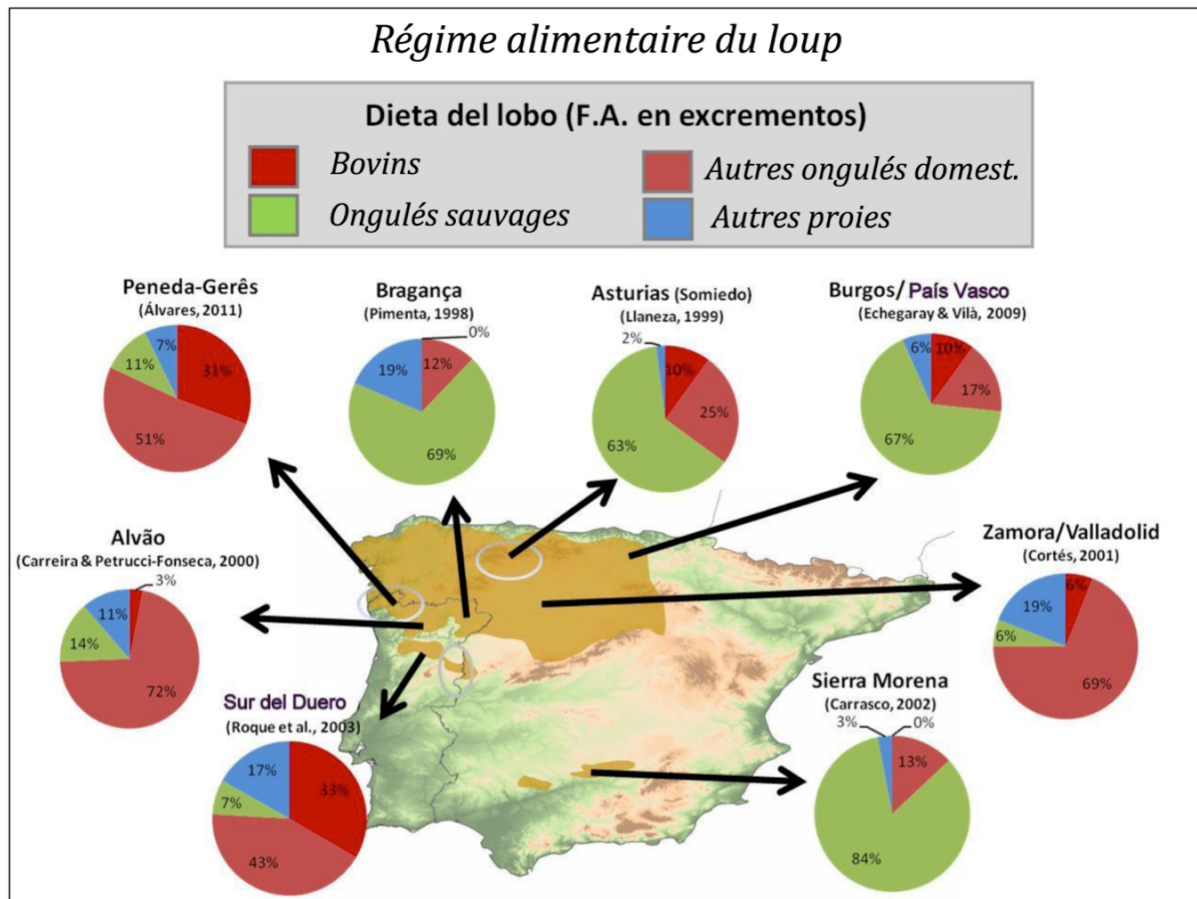 Régime alimentaire du loup
Dieta del lobo (F.A. en excrementos)
Bovins
Autres ongulés domest.
Ongulés sauvages
Autres proies
Peneda-Gerês
(Álvares, 2011)
7%
31%
11%
51%
Bragança
(Pimenta, 1998)
0%
19%
12%
69%
Asturias (Somiedo)
(Llaneza, 1999)
2%
10%
25%
63%
Burgos/País Vasco
(Echegaray & Vilà, 2009)
6%
10%
17%
67%
Alvão
(Carreira & Petrucci-Fonseca, 2000)
3%
11%
14%
72%
Zamora/Valladolid
(Cortés, 2001)
6%
19%
6%
69%
Sur del Duero
(Roque et al., 2003)
17%
33%
7%
43%
Sierra Morena
(Carrasco, 2002)
3%
0%
13%
84%